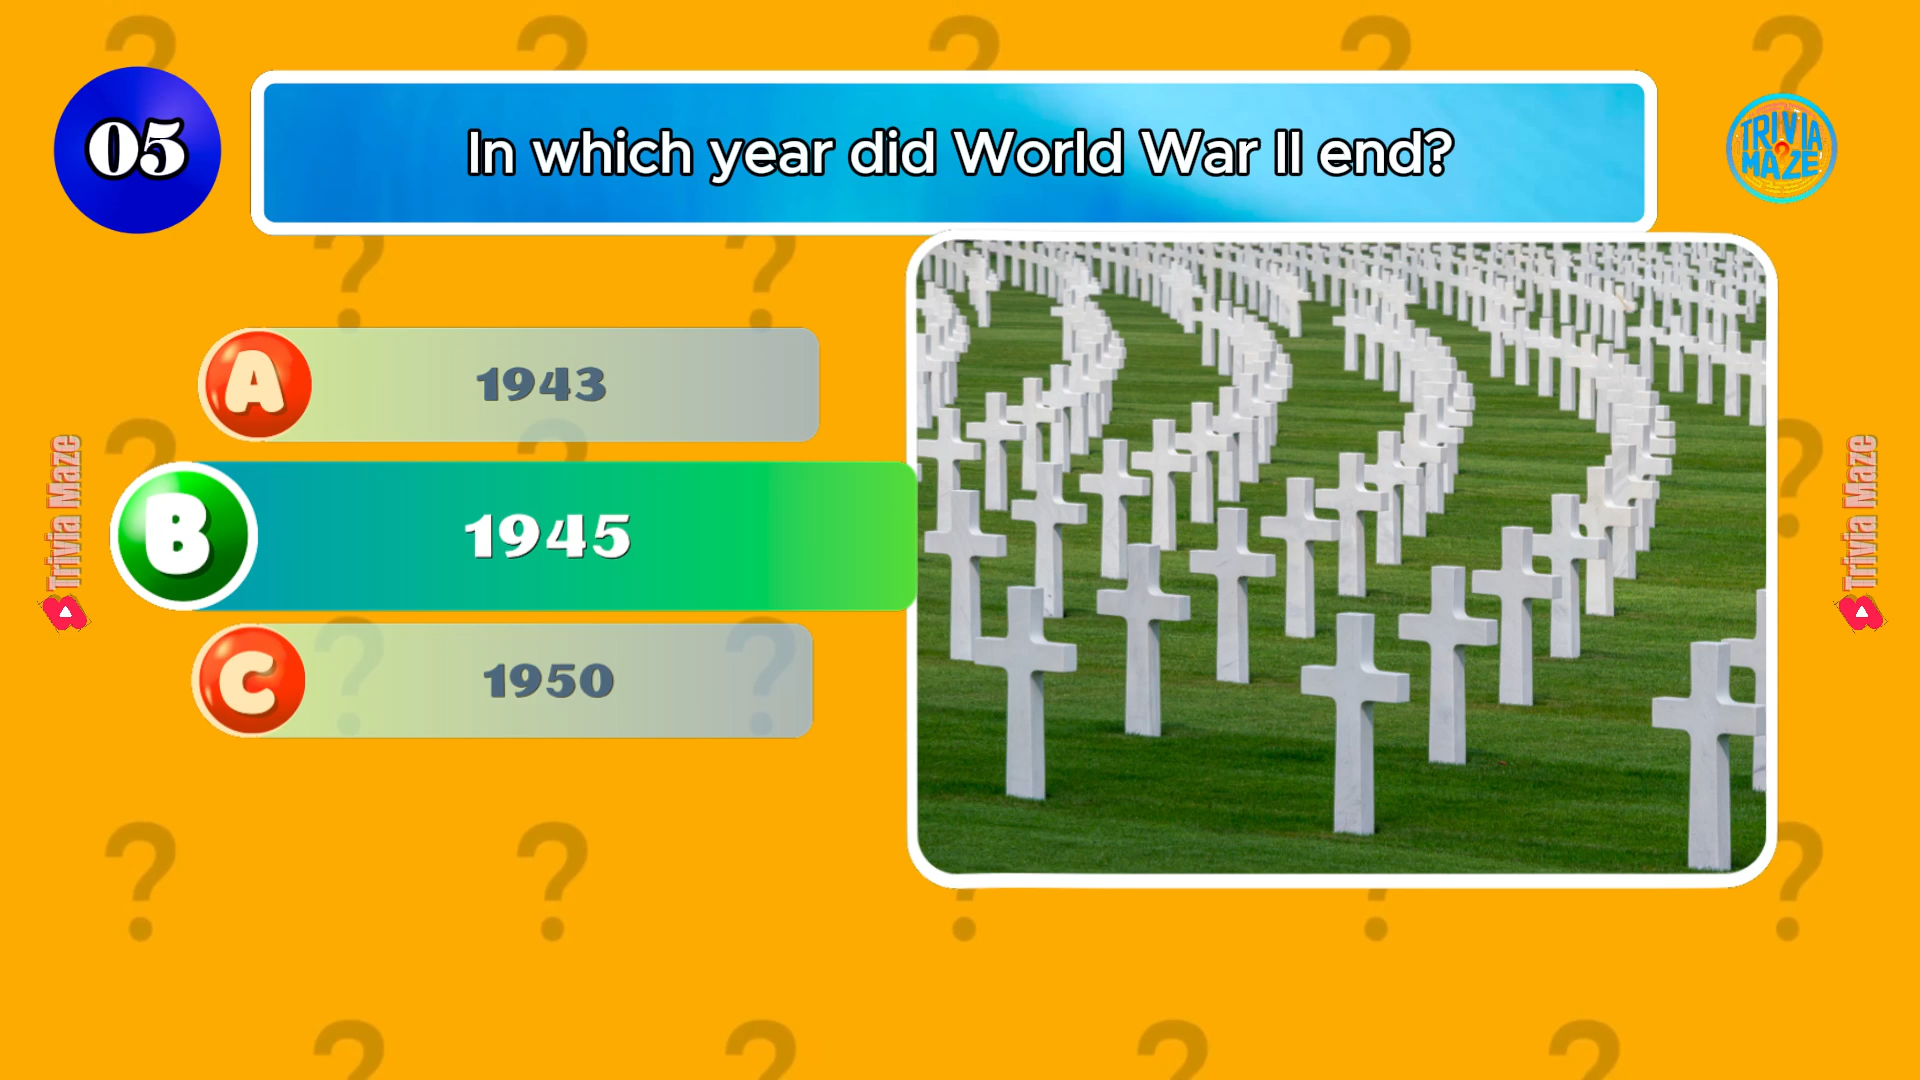 05
In which year did World War II end?
TRIVIA
MAZE
A
1943
B
1945
C
1950
Trivia Maze
Trivia Maze